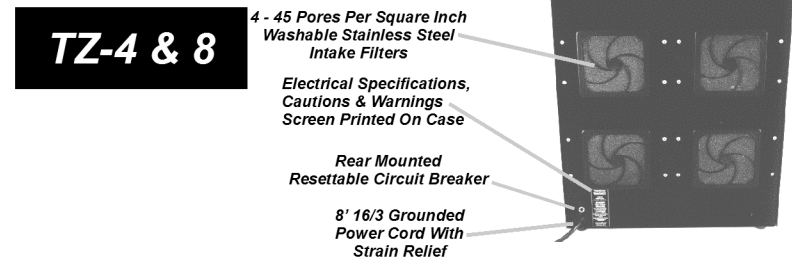 TZ-4 & 8
4 - 45 Pores Per Square Inch
Washable Stainless Steel
Intake Filters
Electrical Specifications,
Cautions & Warnings
Screen Printed On Case
Rear Mounted
Resettable Circuit Breaker
8' 16/3 Grounded
Power Cord With
Strain Relief